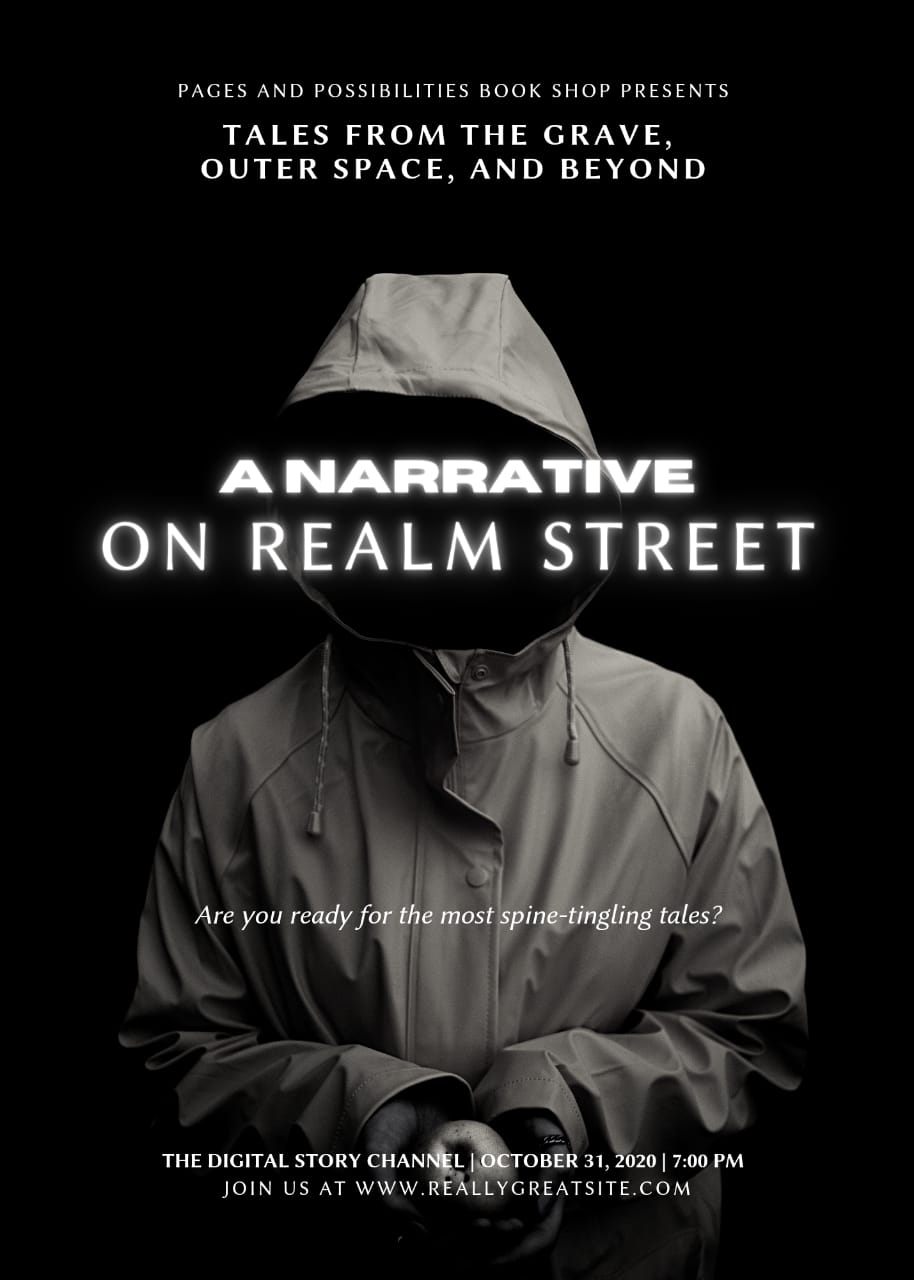 PAGES AND POSSIBILITIES BOOK SHOP PRESENTS
TALES FROM THE GRAVE,
OUTER SPACE, AND BEYOND
A NARRATIVE
ON REALM STREET
Are you ready for the most spine-tingling tales?
THE DIGITAL STORY CHANNEL | OCTOBER 31, 2020 | 7:00 PM
JOIN US AT WWW.REALLYGREATSITE.COM